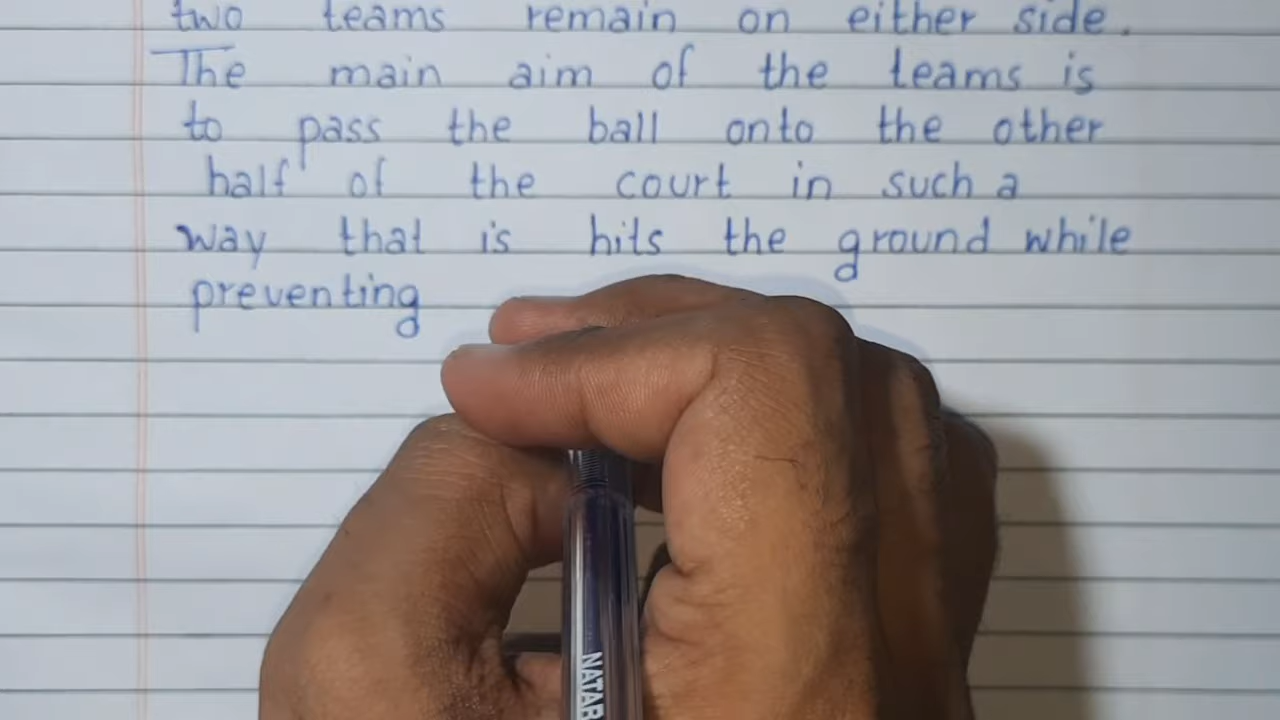 two teams remain on either side.
The main aim of the teams is
to pass the ball onto the other
half of the court in such a
way that is hits the ground while
preventing
NATAR